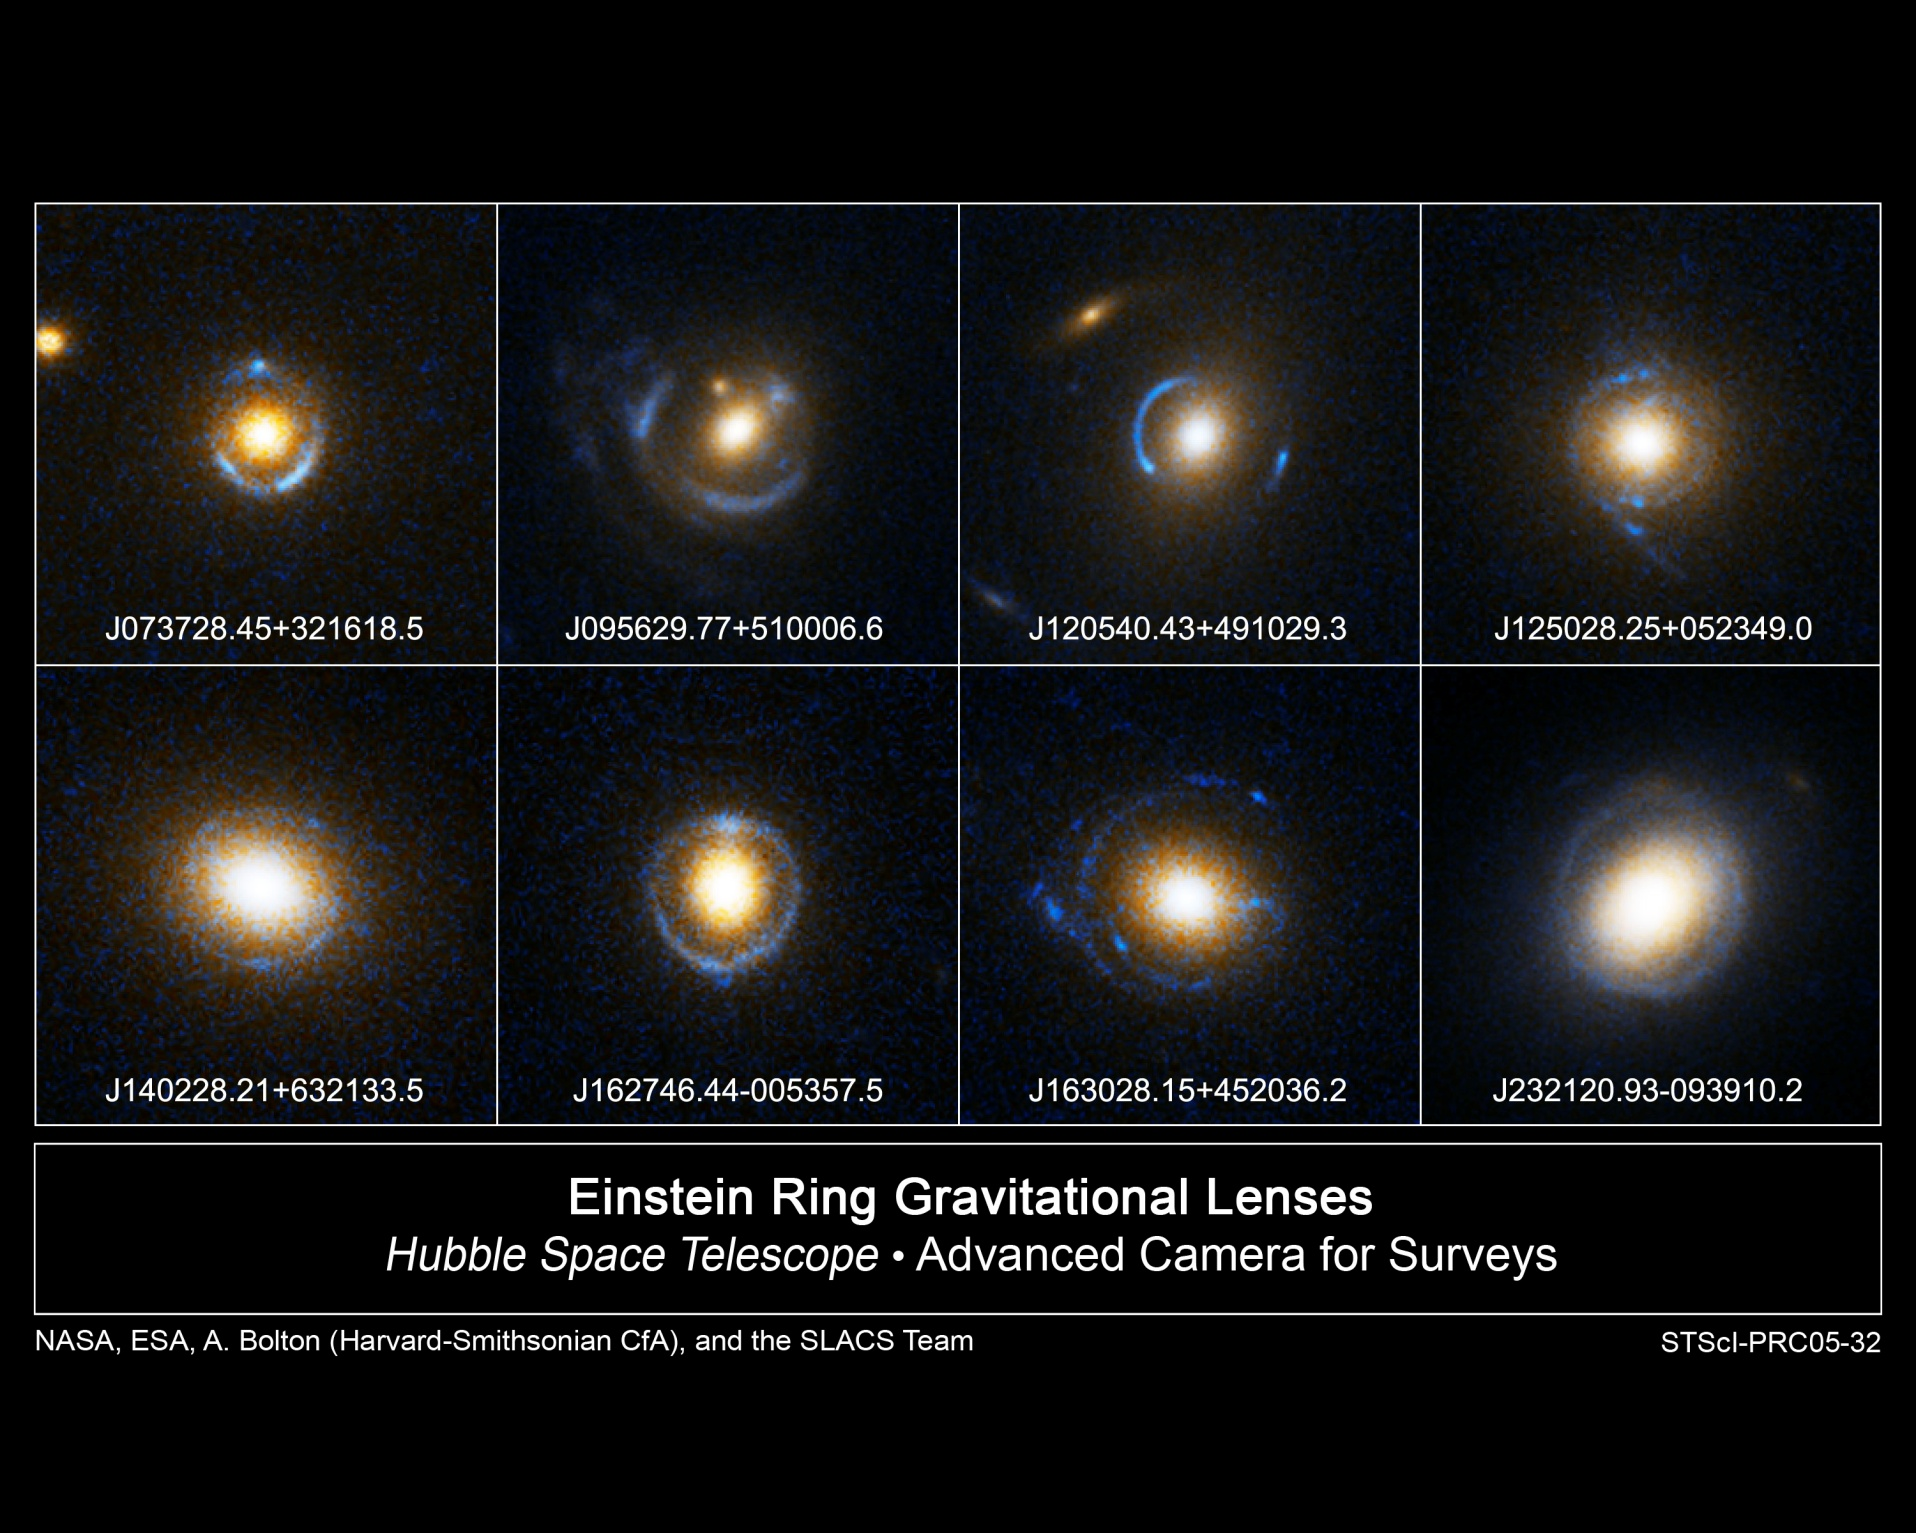 J073728.45+321618.5
J095629.77+510006.6
J120540.43+491029.3
J125028.25+052349.0
J140228.21+632133.5
J162746.44-005357.5
J163028.15+452036.2
J232120.93-093910.2
Einstein Ring Gravitational Lenses
Hubble Space Telescope • Advanced Camera for Surveys
NASA, ESA, A. Bolton (Harvard-Smithsonian CfA), and the SLACS Team
STScI-PRC05-32